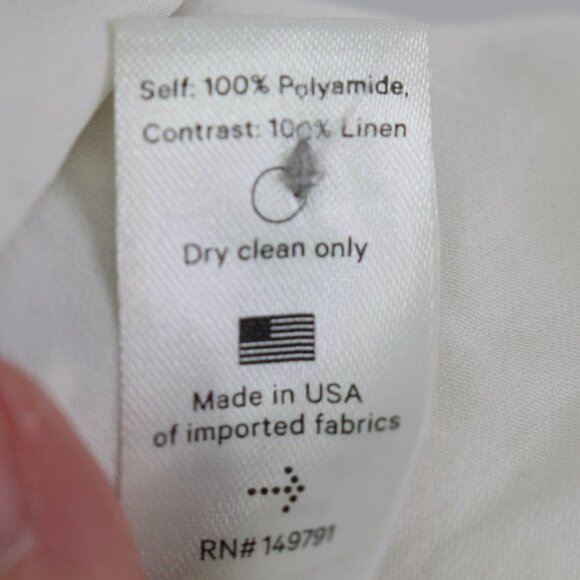 Self: 100% Polyamide,
Contrast: 100% Linen
Dry clean only
Made in USA
of imported fabrics
RN# 149791